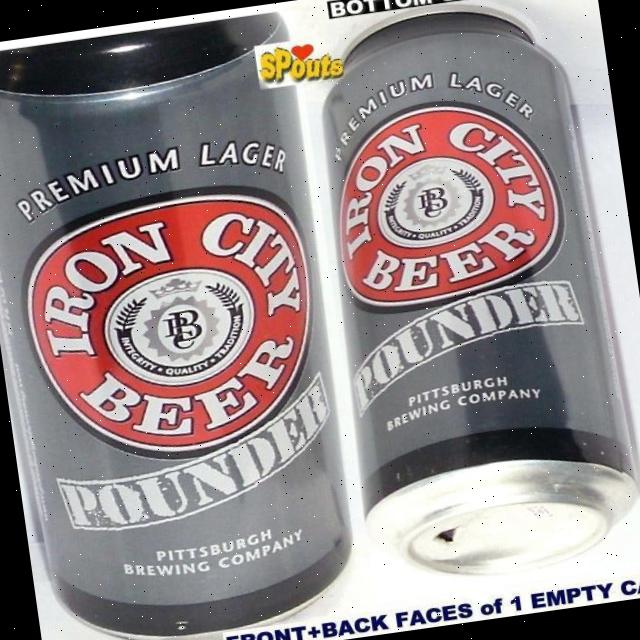 BOTTOM
SPouts
PREMIUM LAGER
IRON CITY
BEER
PBC
INTEGRITY • QUALITY • TRADITION
POUNDER
PITTSBURGH
BREWING COMPANY
PREMIUM LAGER
IRON CITY
BEER
PBC
INTEGRITY • QUALITY • TRADITION
POUNDER
PITTSBURGH
BREWING COMPANY
FRONT+BACK FACES of 1 EMPTY